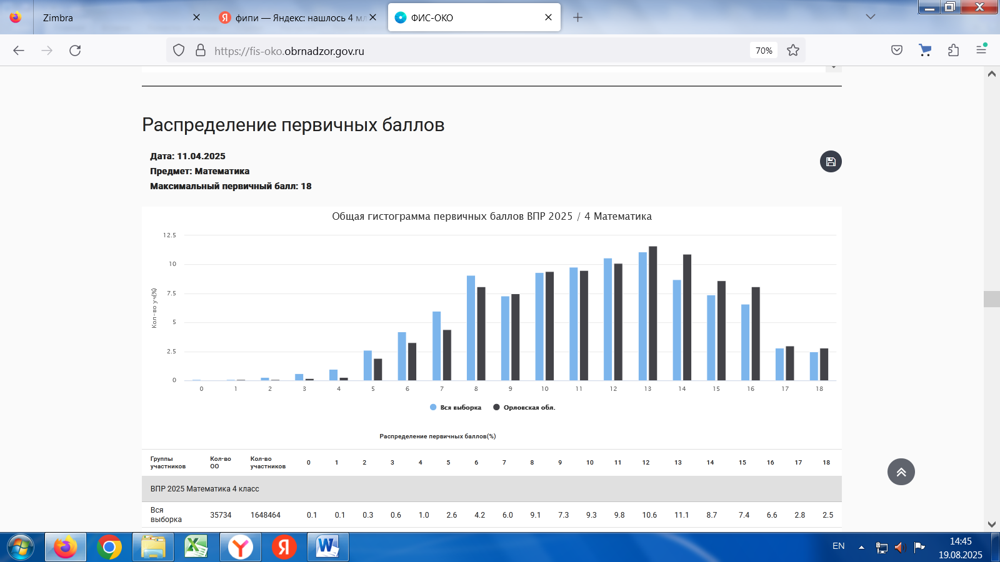 Zimbra
фипи — Яндекс: нашлось 4 мл
ФИС-ОКО
https://fis-oko.obrnadzor.gov.ru
70%
Распределение первичных баллов
Дата: 11.04.2025
Предмет: Математика
Максимальный первичный балл: 18
Общая гистограмма первичных баллов ВПР 2025 / 4 Математика
12.5
10
7.5
5
2.5
0
Кол-во уч(%)
0 1 2 3 4 5 6 7 8 9 10 11 12 13 14 15 16 17 18
Вся выборка Орловская обл.
Распределение первичных баллов(%)
Группы участников Кол-во ОО Кол-во участников 0 1 2 3 4 5 6 7 8 9 10 11 12 13 14 15 16 17 18
ВПР 2025 Математика 4 класс
Вся выборка 35734 1648464 0.1 0.1 0.3 0.6 1.0 2.6 4.2 6.0 9.1 7.3 9.3 9.8 10.6 11.1 8.7 7.4 6.6 2.8 2.5
EN
14:45
19.08.2025